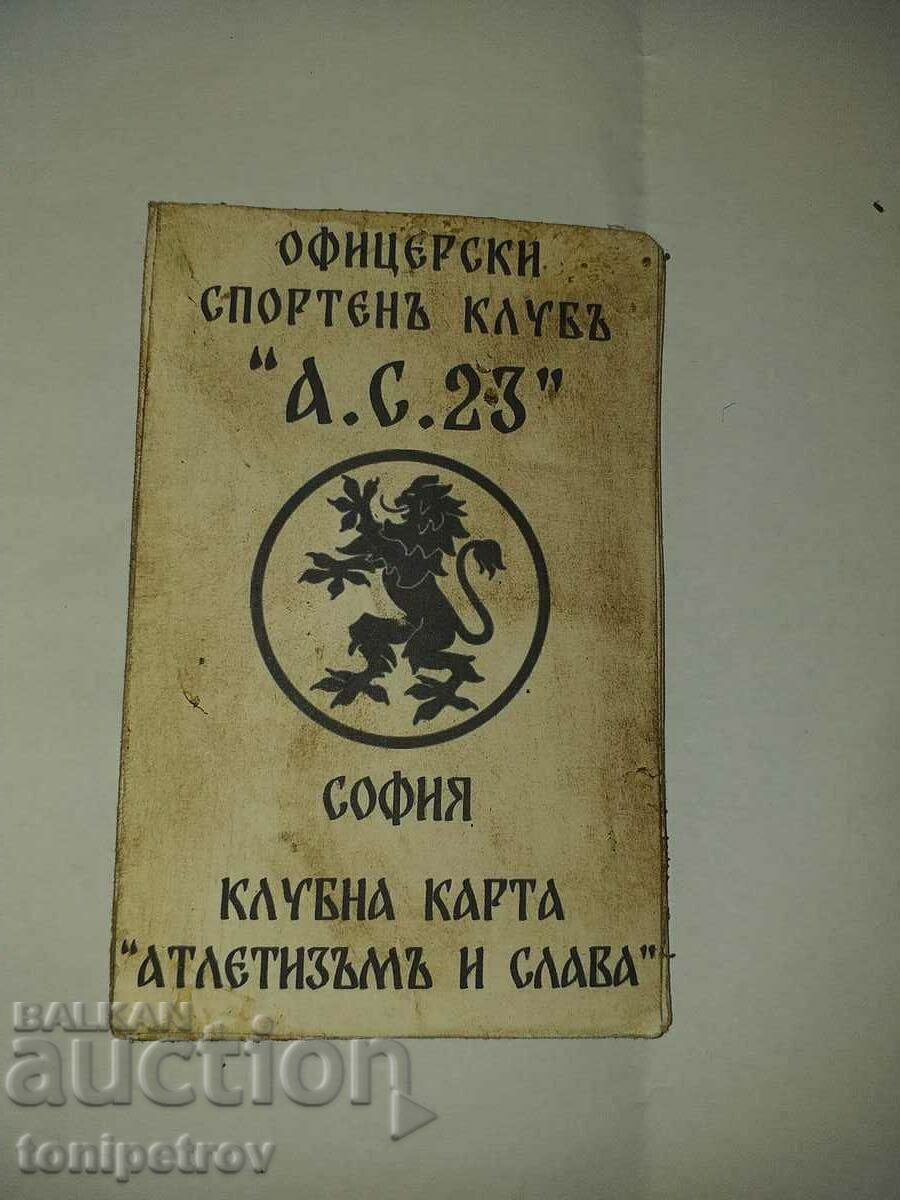 ОФИЦЕРСКИ
СПОРТЕНЪ КЛУБЪ
"А.С.23"
СОФИЯ
КЛУБНА КАРТА
"АТЛЕТИЗЪМЪ И СЛАВА"
BALKAN
auction
tonipetrov